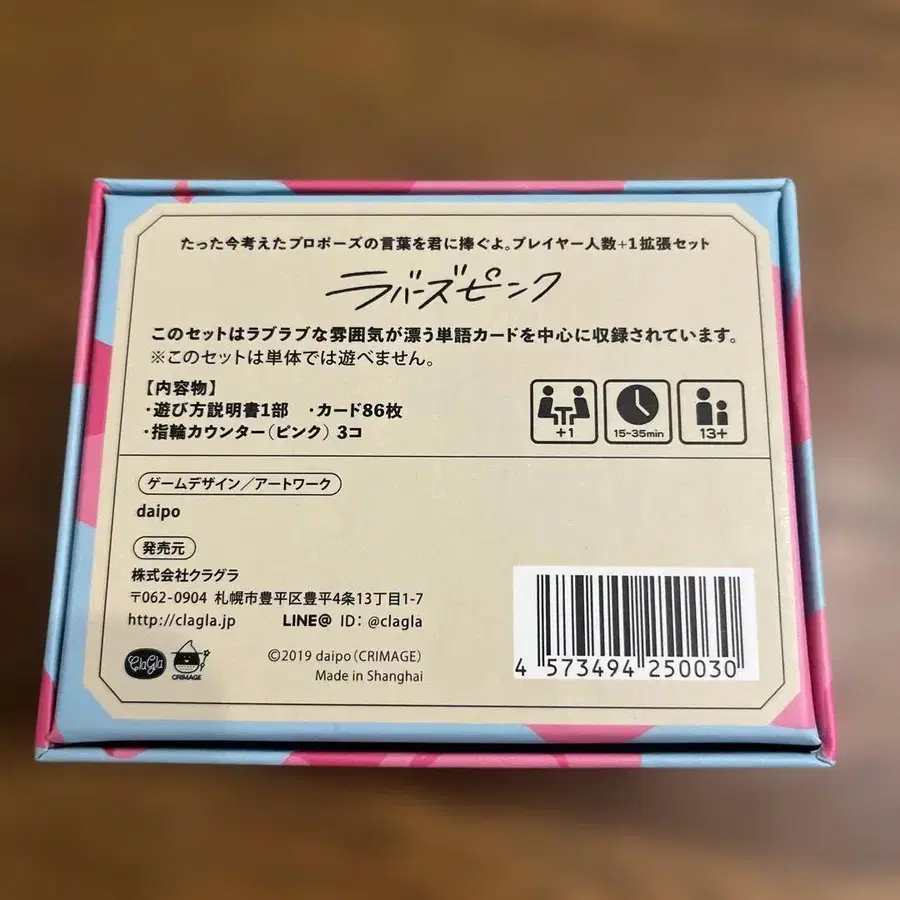 たった今考えたプロポーズの言葉を君に捧ぐよ。プレイヤー人数+1拡張セット
ラバーズピンク
このセットはラブラブな雰囲気が漂う単語カードを中心に収録されています。
※このセットは単体では遊べません。
【内容物】
・遊び方説明書1部 ・カード86枚
・指輪カウンター(ピンク) 3コ
+1
15-35min
13+
ゲームデザイン/アートワーク
daipo
発売元
株式会社クラグラ
〒062-0904 札幌市豊平区豊平4条13丁目1-7
http://clagla.jp LINE@ ID: @clagla
ClaGla CRIMAGE
©2019 daipo(CRIMAGE)
Made in Shanghai
4 573494 250030